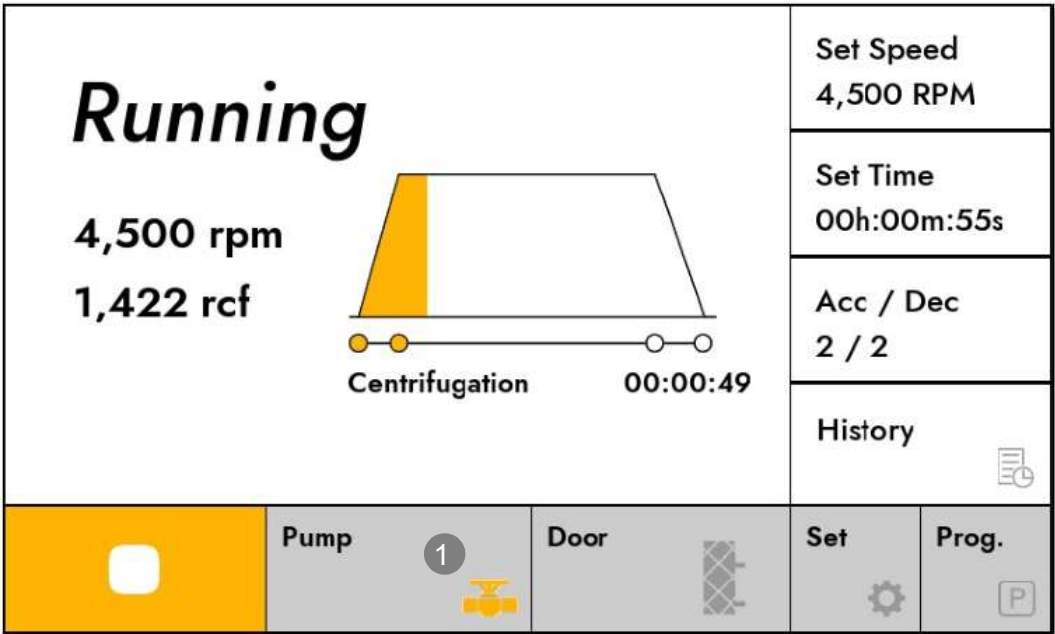 Running
4,500 rpm
1,422 rcf
Centrifugation 00:00:49
Set Speed
4,500 RPM
Set Time
00h:00m:55s
Acc / Dec
2 / 2
History
Pump
1
Door
Set
Prog.
P